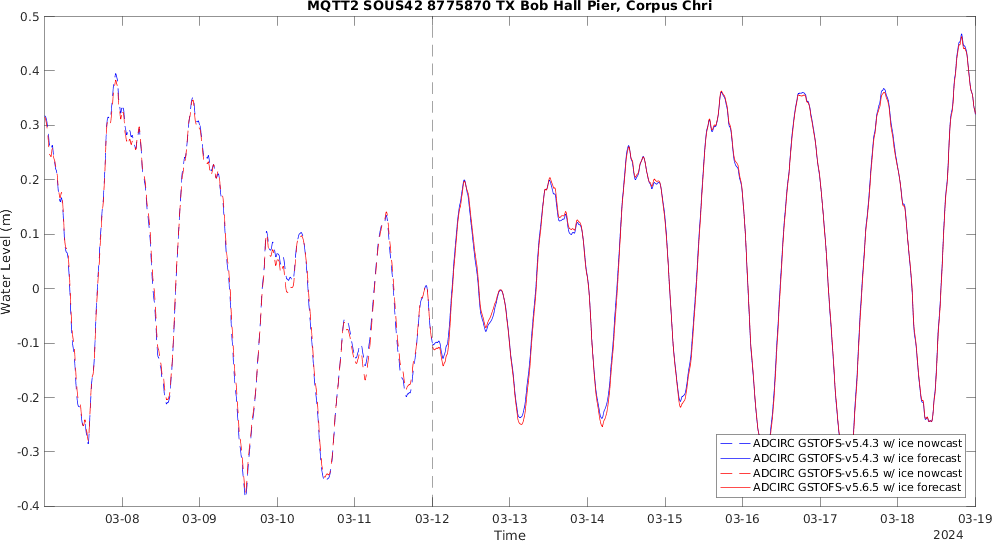 MQTT2 SOUS42 8775870 TX Bob Hall Pier, Corpus Chri
0.5
0.4
0.3
0.2
0.1
0
-0.1
-0.2
-0.3
-0.4
Water Level (m)
ADCIRC GSTOFS-v5.4.3 w/ ice nowcast
ADCIRC GSTOFS-v5.4.3 w/ ice forecast
ADCIRC GSTOFS-v5.6.5 w/ ice nowcast
ADCIRC GSTOFS-v5.6.5 w/ ice forecast
03-08 03-09 03-10 03-11 03-12 03-13 03-14 03-15 03-16 03-17 03-18 03-19
Time
2024